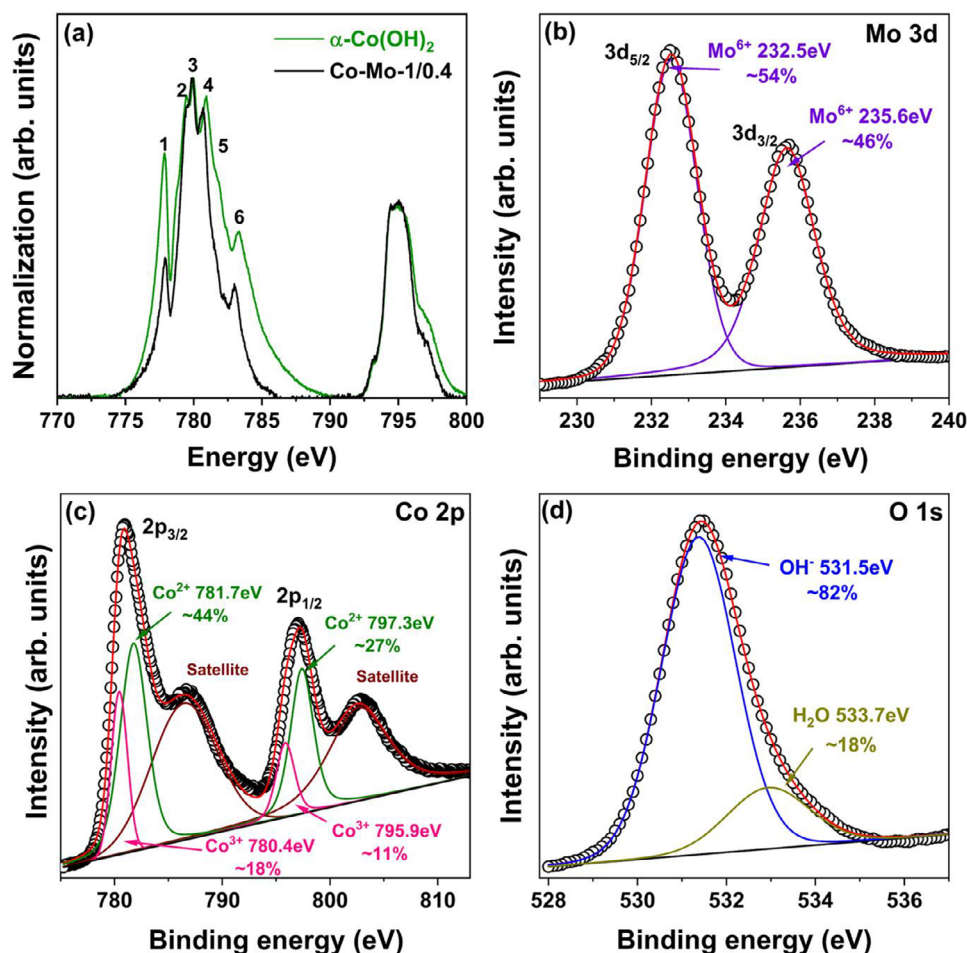 (a)
α-Co(OH)₂
Co-Mo-1/0.4
1
2
3
4
5
6
Normalization (arb. units)
770 775 780 785 790 795 800
Energy (eV)
(b)
Mo 3d
3d₅/₂
Mo⁶⁺ 232.5eV
~54%
3d₃/₂
Mo⁶⁺ 235.6eV
~46%
Intensity (arb. units)
230 232 234 236 238 240
Binding energy (eV)
(c)
Co 2p
2p₃/₂
Co²⁺ 781.7eV
~44%
Satellite
2p₁/₂
Co²⁺ 797.3eV
~27%
Satellite
Co³⁺ 780.4eV
~18%
Co³⁺ 795.9eV
~11%
Intensity (arb. units)
780 790 800 810
Binding energy (eV)
(d)
O 1s
OH⁻ 531.5eV
~82%
H₂O 533.7eV
~18%
Intensity (arb. units)
528 530 532 534 536
Binding energy (eV)